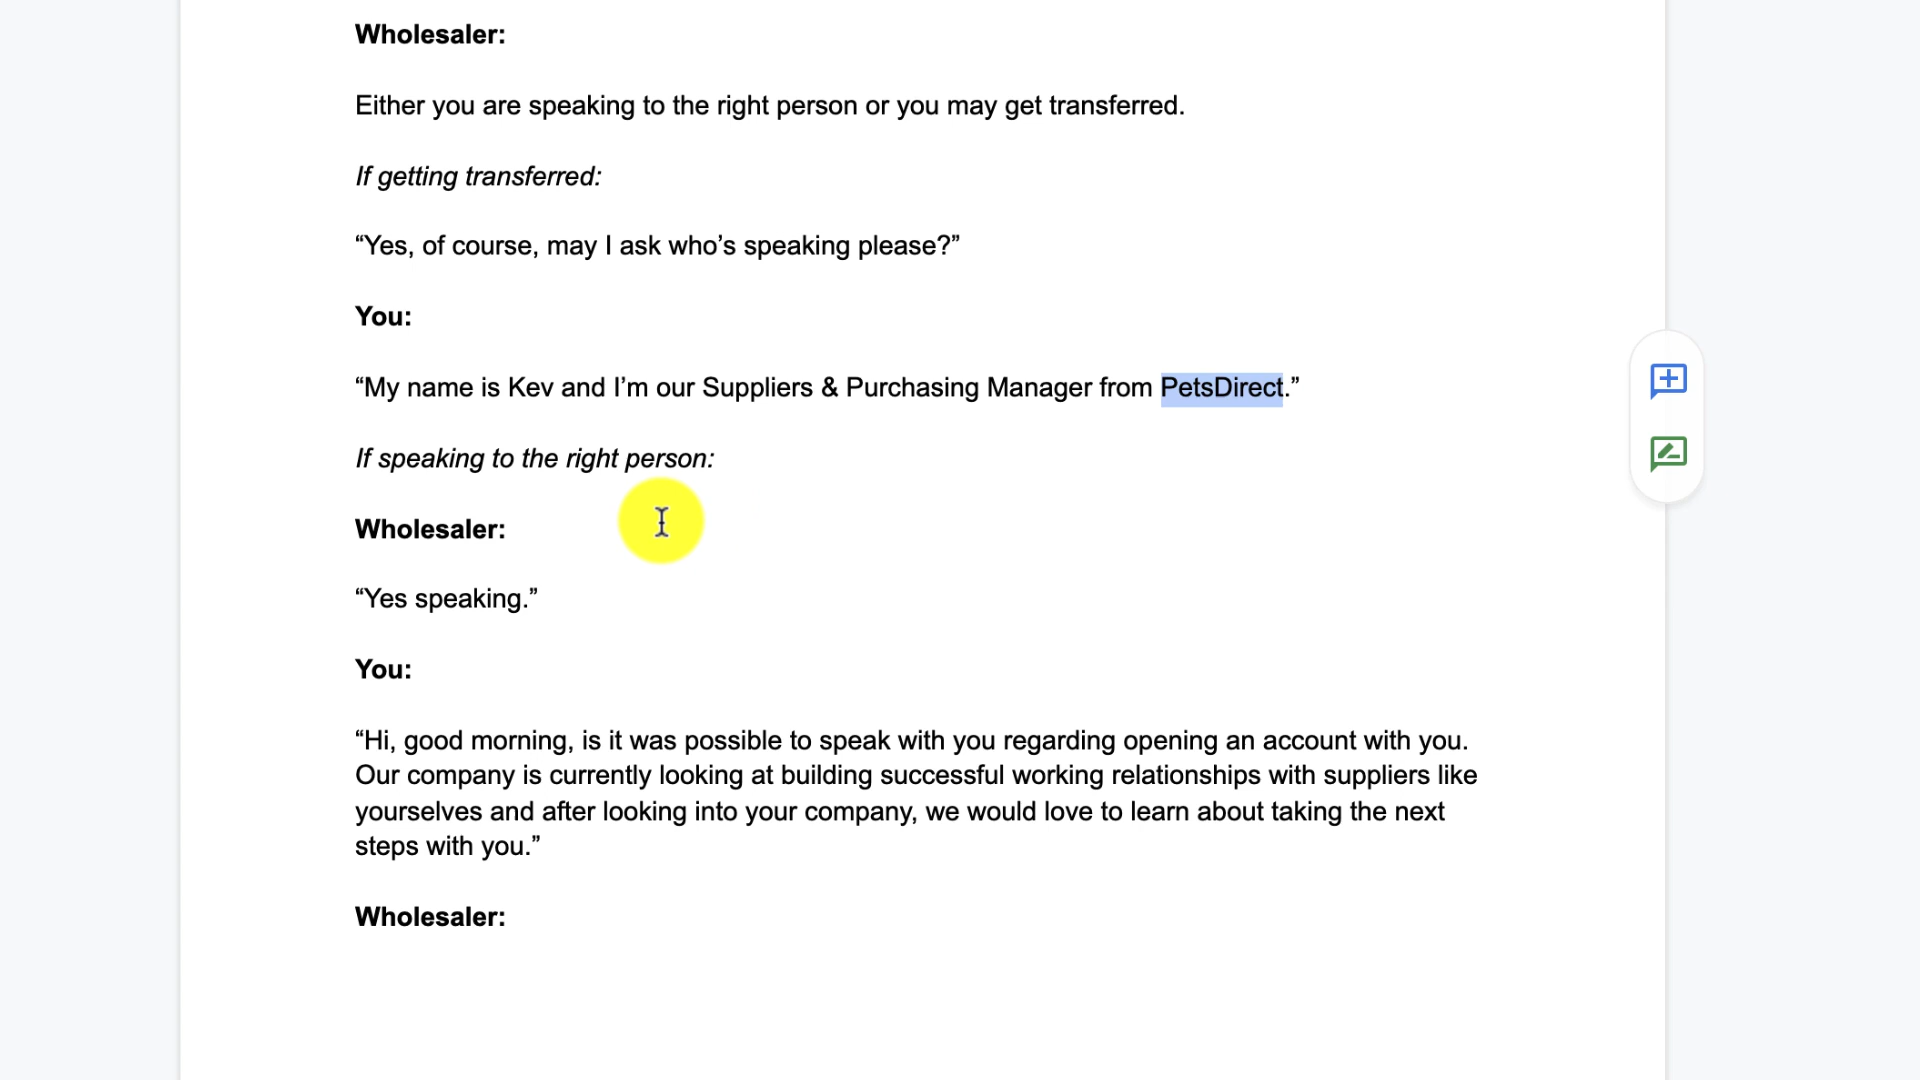 Wholesaler:
Either you are speaking to the right person or you may get transferred.
If getting transferred:
“Yes, of course, may I ask who’s speaking please?”
You:
“My name is Kev and I’m our Suppliers & Purchasing Manager from PetsDirect.”
If speaking to the right person:
Wholesaler:
“Yes speaking.”
You:
“Hi, good morning, is it was possible to speak with you regarding opening an account with you.
Our company is currently looking at building successful working relationships with suppliers like
yourselves and after looking into your company, we would love to learn about taking the next
steps with you.”
Wholesaler: